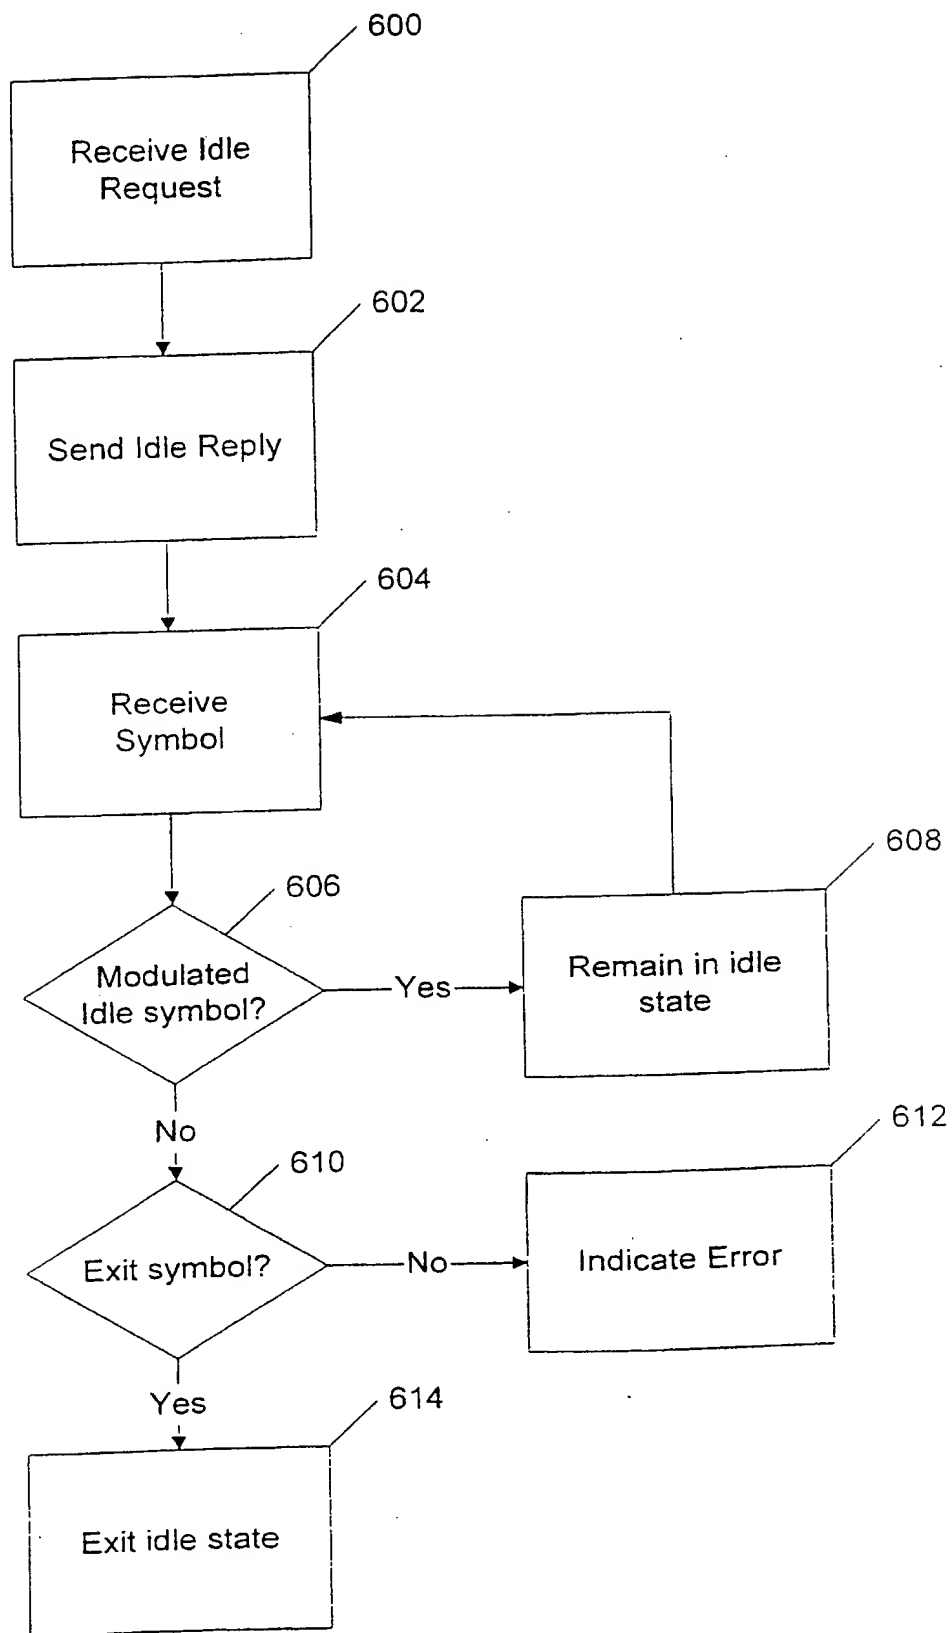 600
Receive Idle
Request
602
Send Idle Reply
604
Receive
Symbol
606
Modulated
Idle symbol?
Yes
608
Remain in idle
state
No
610
Exit symbol?
No
612
Indicate Error
Yes
614
Exit idle state